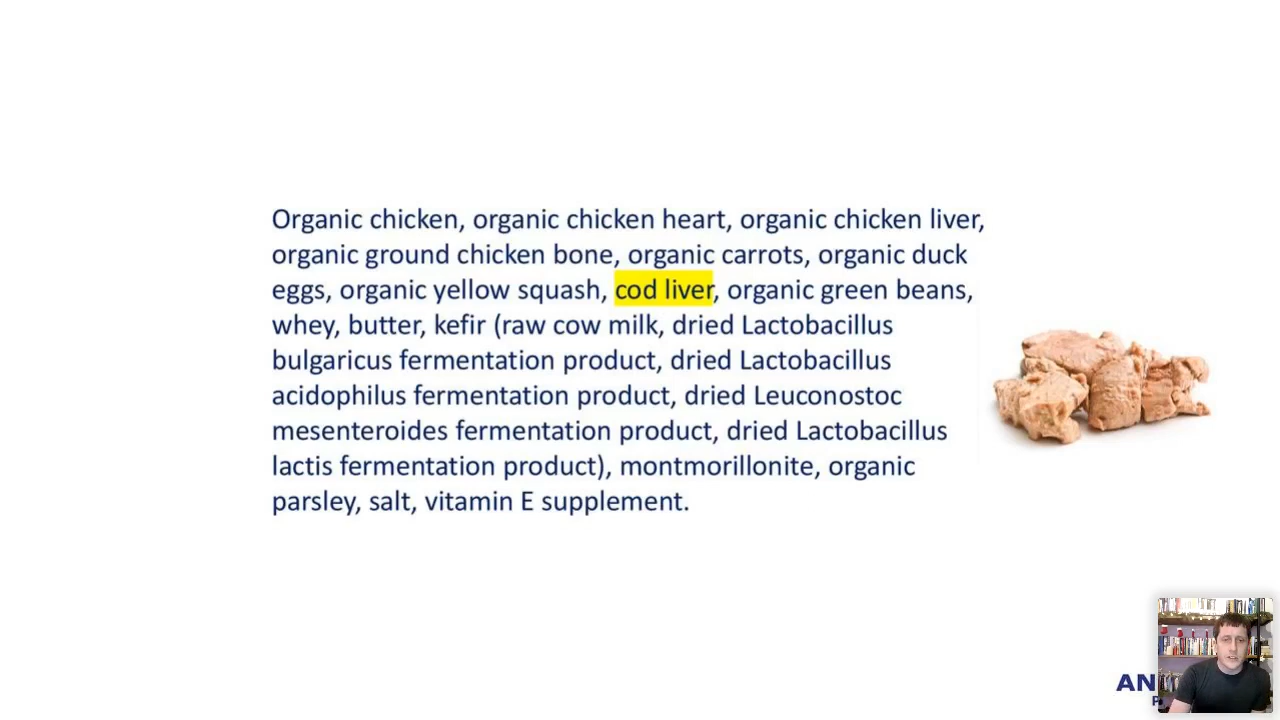 Organic chicken, organic chicken heart, organic chicken liver,
organic ground chicken bone, organic carrots, organic duck
eggs, organic yellow squash, cod liver, organic green beans,
whey, butter, kefir (raw cow milk, dried Lactobacillus
bulgaricus fermentation product, dried Lactobacillus
acidophilus fermentation product, dried Leuconostoc
mesenteroides fermentation product, dried Lactobacillus
lactis fermentation product), montmorillonite, organic
parsley, salt, vitamin E supplement.
AN